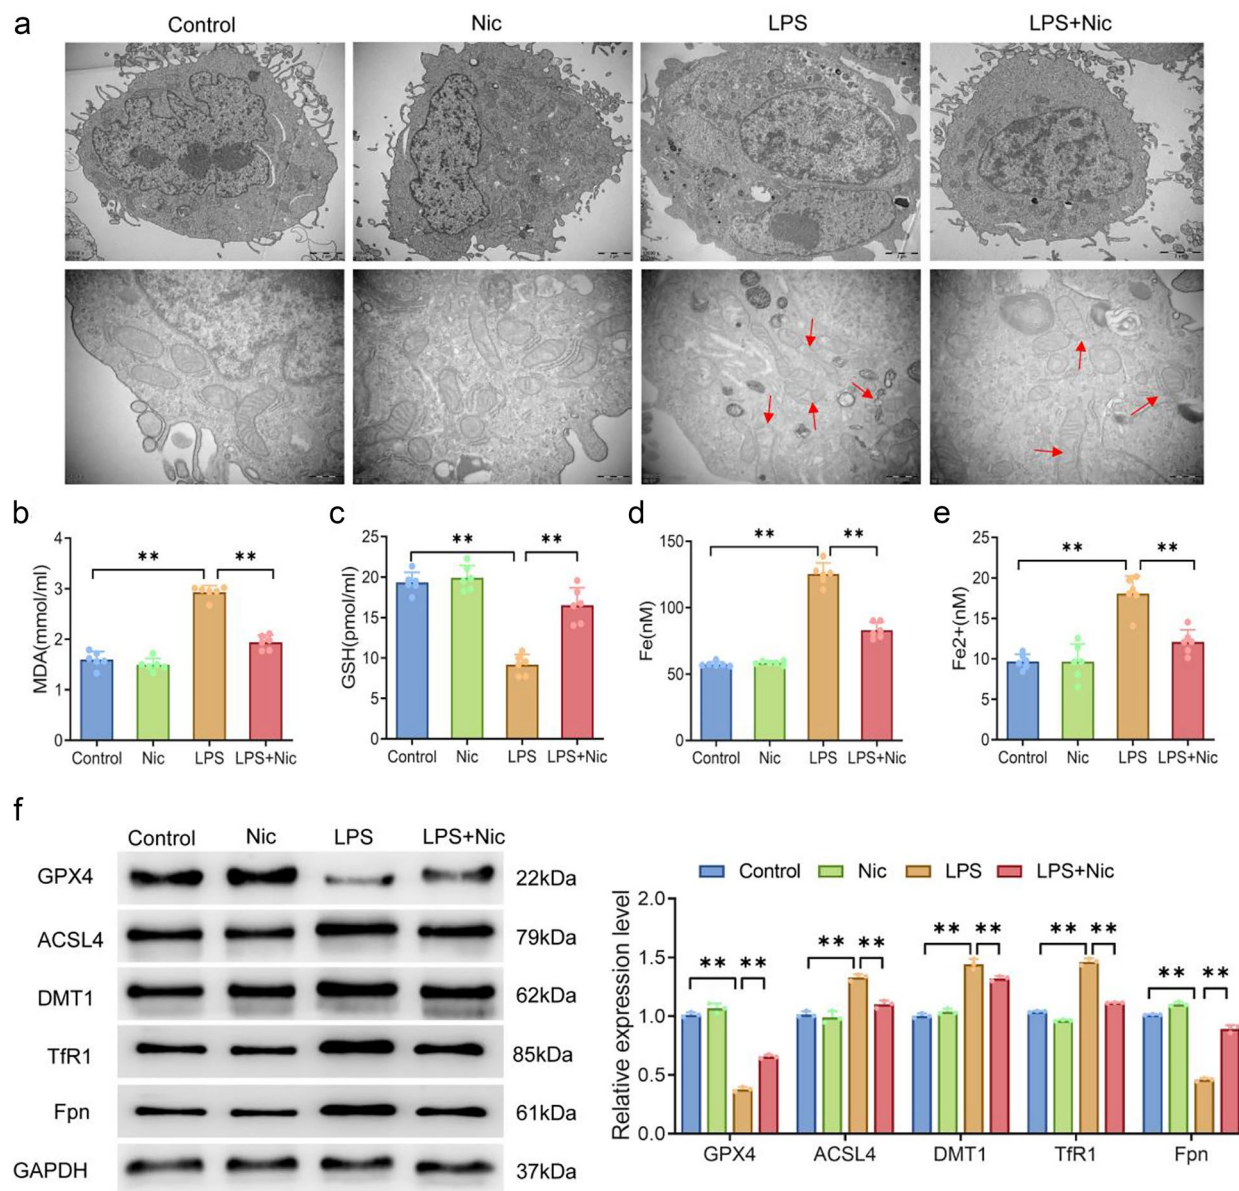 a
Control
Nic
LPS
LPS+Nic
b
c
d
e
MDA(mmol/ml)
4
3
2
1
0
**
**
Control
Nic
LPS
LPS+Nic
GSH(pmol/ml)
25
20
15
10
5
0
**
**
Control
Nic
LPS
LPS+Nic
Fe(nM)
150
100
50
0
**
**
Control
Nic
LPS
LPS+Nic
Fe2+(nM)
25
20
15
10
5
0
**
**
Control
Nic
LPS
LPS+Nic
f
Control
Nic
LPS
LPS+Nic
GPX4
22kDa
ACSL4
79kDa
DMT1
62kDa
TfR1
85kDa
Fpn
61kDa
GAPDH
37kDa
Control
Nic
LPS
LPS+Nic
Relative expression level
2.0
1.5
1.0
0.5
0.0
**
**
**
**
**
**
**
**
**
**
GPX4
ACSL4
DMT1
TfR1
Fpn